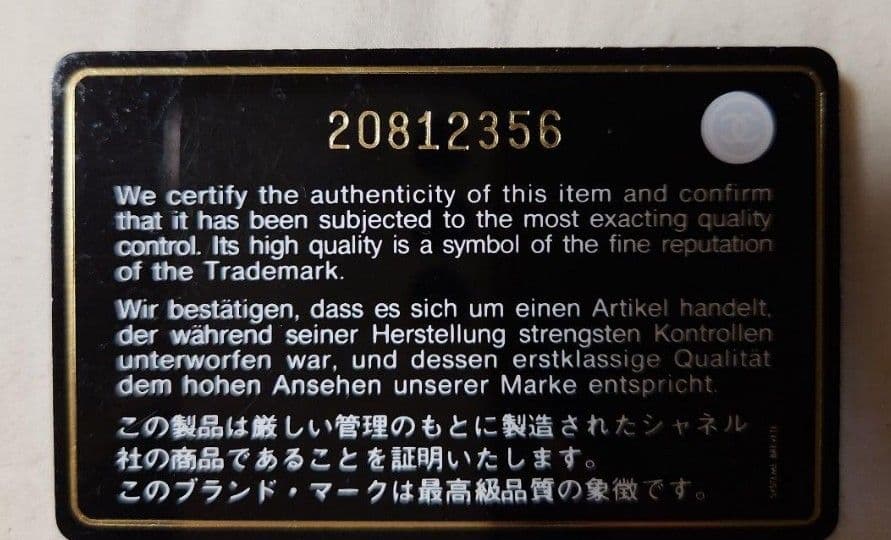 20812356
We certify the authenticity of this item and confirm
that it has been subjected to the most exacting quality
control. Its high quality is a symbol of the fine reputation
of the Trademark.
Wir bestätigen, dass es sich um einen Artikel handelt,
der während seiner Herstellung strengsten Kontrollen
unterworfen war, und dessen erstklassige Qualität
dem hohen Ansehen unserer Marke entspricht.
この製品は厳しい管理のもとに製造されたシャネル
社の商品であることを証明いたします。
このブランド・マークは最高級品質の象徴です。